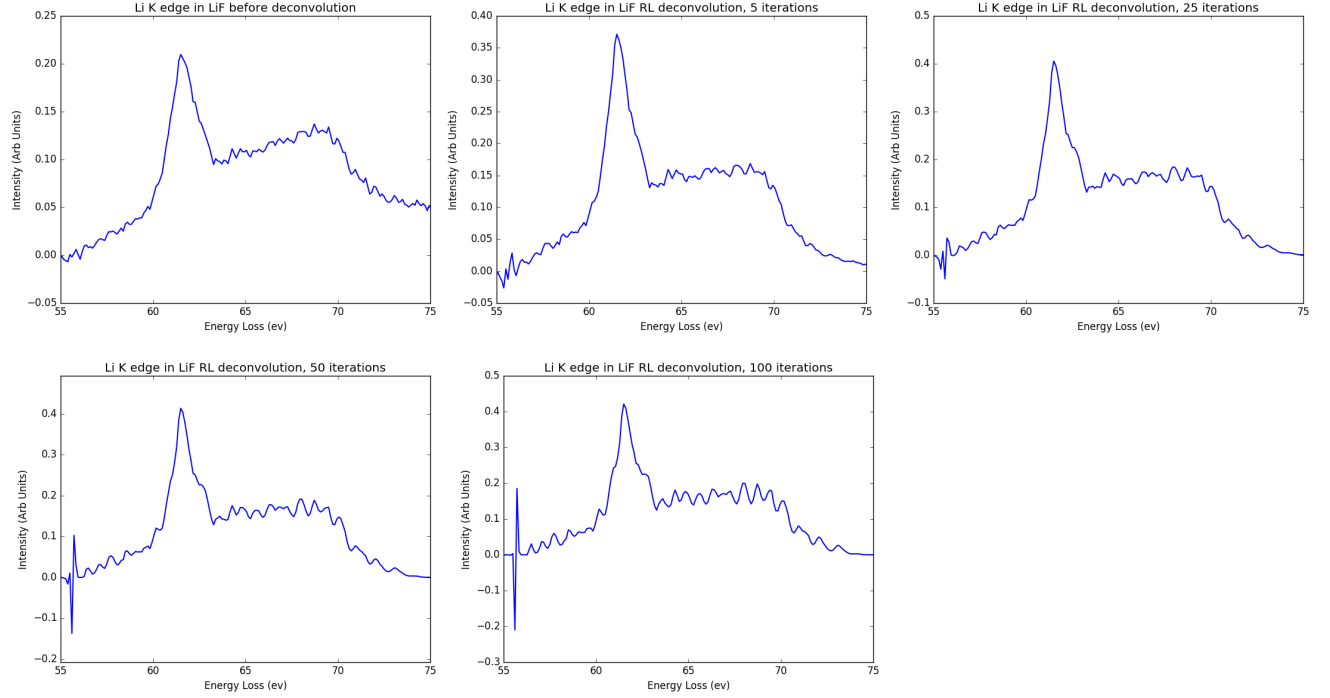 Li K edge in LiF before deconvolution
0.25
0.20
0.15
0.10
0.05
0.00
−0.05
Intensity (Arb Units)
55 60 65 70 75
Energy Loss (ev)
Li K edge in LiF RL deconvolution, 5 iterations
0.40
0.35
0.30
0.25
0.20
0.15
0.10
0.05
0.00
−0.05
Intensity (Arb Units)
55 60 65 70 75
Energy Loss (ev)
Li K edge in LiF RL deconvolution, 25 iterations
0.5
0.4
0.3
0.2
0.1
0.0
−0.1
Intensity (Arb Units)
55 60 65 70 75
Energy Loss (ev)
Li K edge in LiF RL deconvolution, 50 iterations
0.4
0.3
0.2
0.1
0.0
−0.1
−0.2
Intensity (Arb Units)
55 60 65 70 75
Energy Loss (ev)
Li K edge in LiF RL deconvolution, 100 iterations
0.5
0.4
0.3
0.2
0.1
0.0
−0.1
−0.2
−0.3
Intensity (Arb Units)
55 60 65 70 75
Energy Loss (ev)